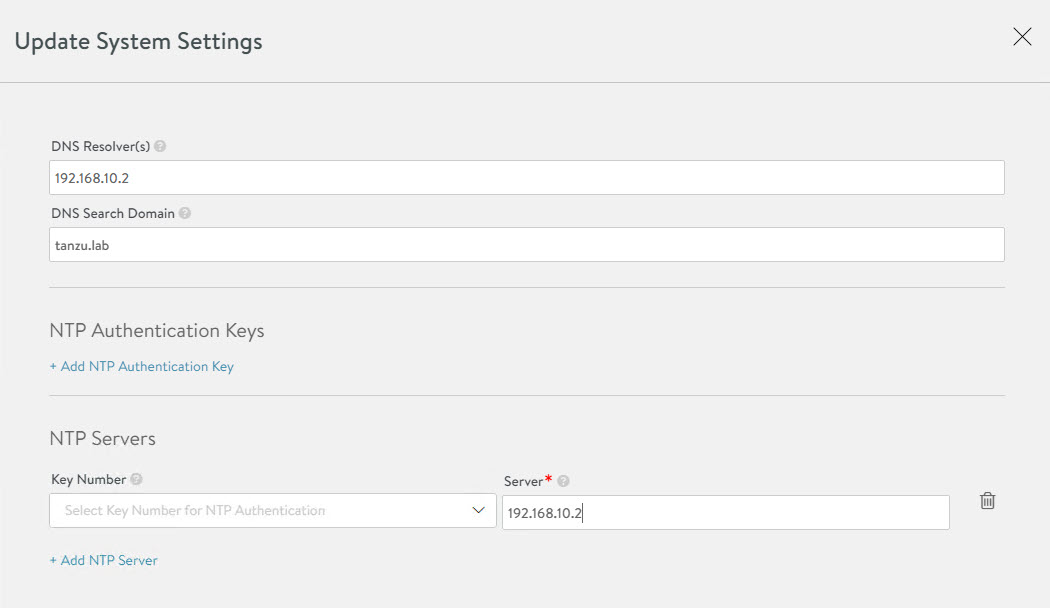 Update System Settings
DNS Resolver(s) ?
192.168.10.2
DNS Search Domain ?
tanzu.lab
NTP Authentication Keys
+ Add NTP Authentication Key
NTP Servers
Key Number ?
Server* ?
Select Key Number for NTP Authentication
192.168.10.2
+ Add NTP Server